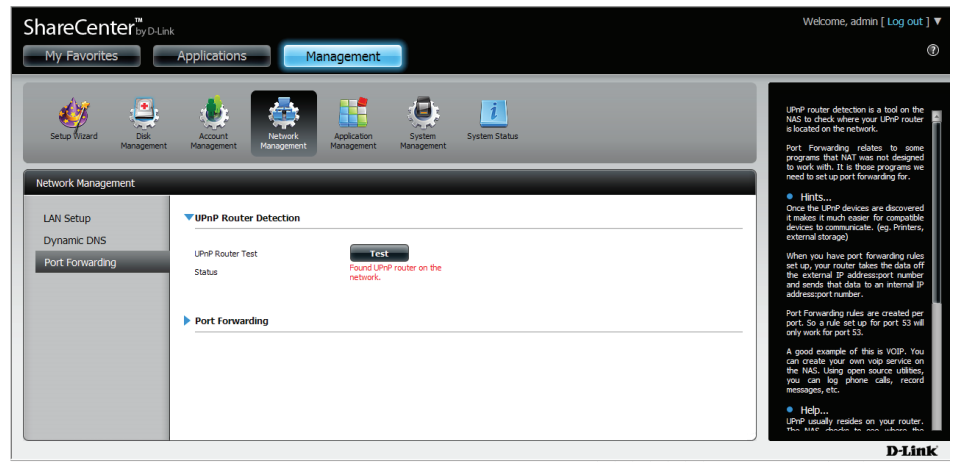 ShareCenter™ by D-Link
Welcome, admin [ Log out ] ▼
My Favorites
Applications
Management
?
Setup Wizard
Disk
Management
Account
Management
Network
Management
Application
Management
System
Management
System Status
i
Network Management
LAN Setup
Dynamic DNS
Port Forwarding
UPnP Router Detection
UPnP Router Test
Test
Status
Found UPnP router on the
network.
Port Forwarding
UPnP router detection is a tool on the
NAS to check where your UPnP router
is located on the network.
Port Forwarding relates to some
programs that NAT was not designed
to work with. It is those programs we
need to set up port forwarding for.
Hints...
Once the UPnP devices are discovered
it makes it much easier for compatible
devices to communicate. (eg. Printers,
external storage)
When you have port forwarding rules
set up, your router takes the data off
the external IP address:port number
and sends that data to an internal IP
address:port number.
Port Forwarding rules are created per
port. So a rule set up for port 53 will
only work for port 53.
A good example of this is VOIP. You
can create your own voip service on
the NAS. Using open source utilities,
you can log phone calls, record
messages, etc.
Help...
UPnP usually resides on your router.
The NAS checks to see where the
D-Link